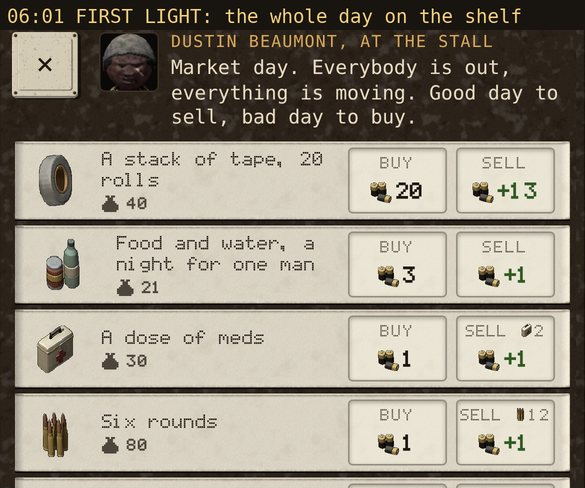 06:01 FIRST LIGHT: the whole day on the shelf
×
DUSTIN BEAUMONT, AT THE STALL
Market day. Everybody is out,
everything is moving. Good day to
sell, bad day to buy.
A stack of tape, 20
rolls
40
BUY
20
SELL
+13
Food and water, a
night for one man
21
BUY
3
SELL
+1
A dose of meds
30
BUY
1
SELL 2
+1
Six rounds
80
BUY
1
SELL 12
+1